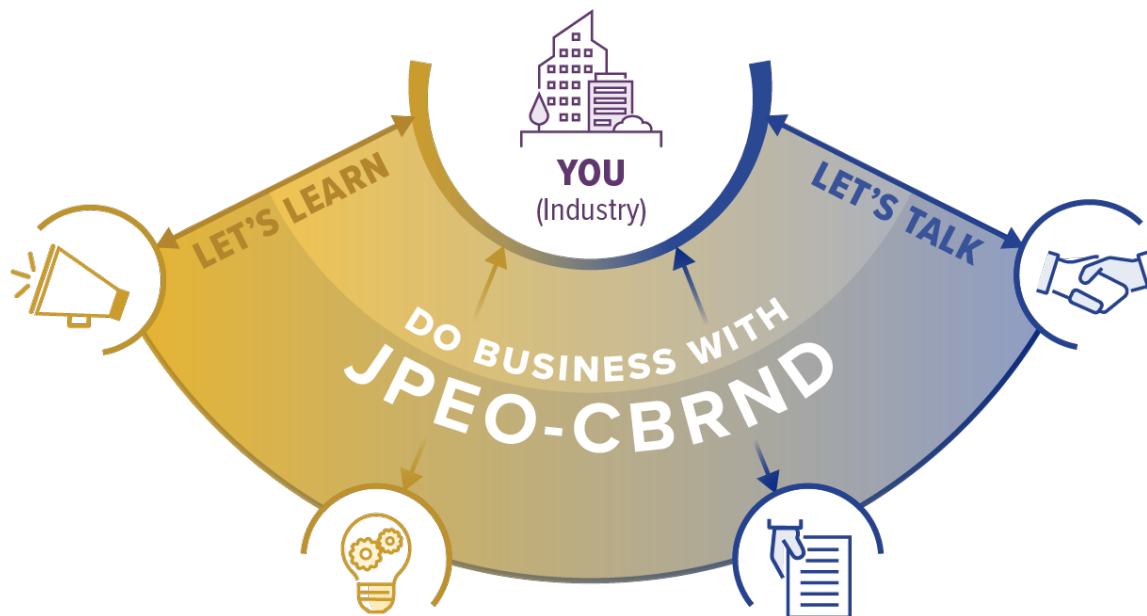 YOU
(Industry)
LET'S LEARN
LET'S TALK
DO BUSINESS WITH
JPEO-CBRND